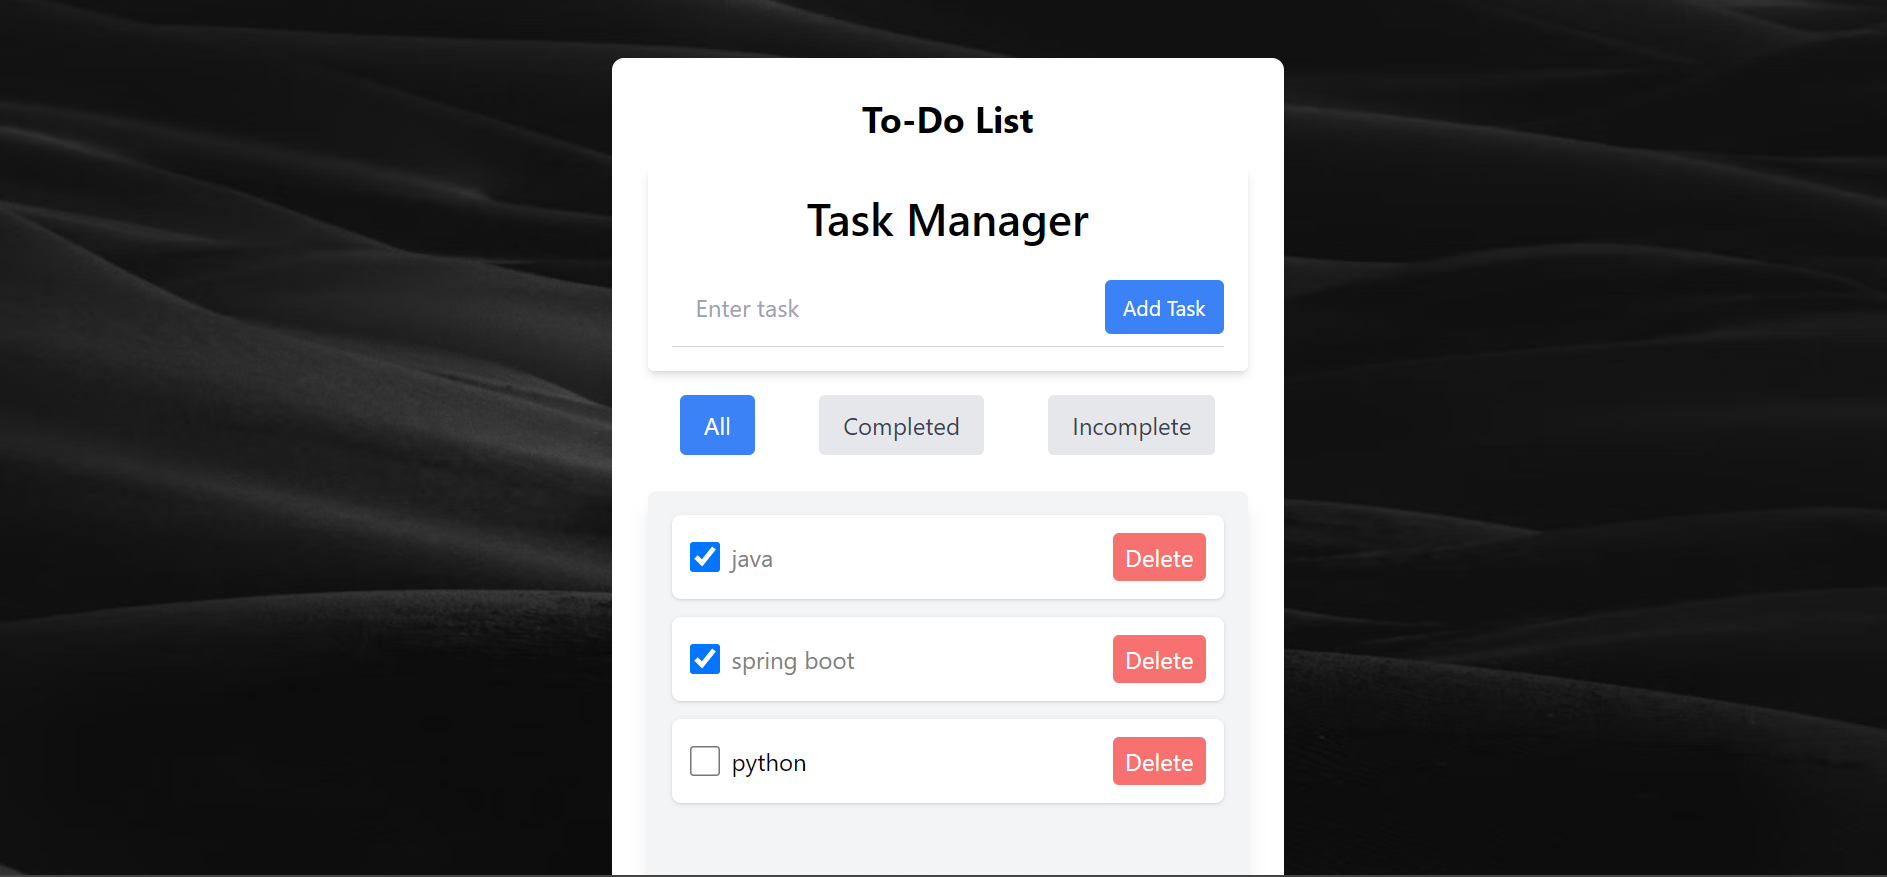 To-Do List
Task Manager
Enter task Add Task
All Completed Incomplete
java Delete
spring boot Delete
python Delete